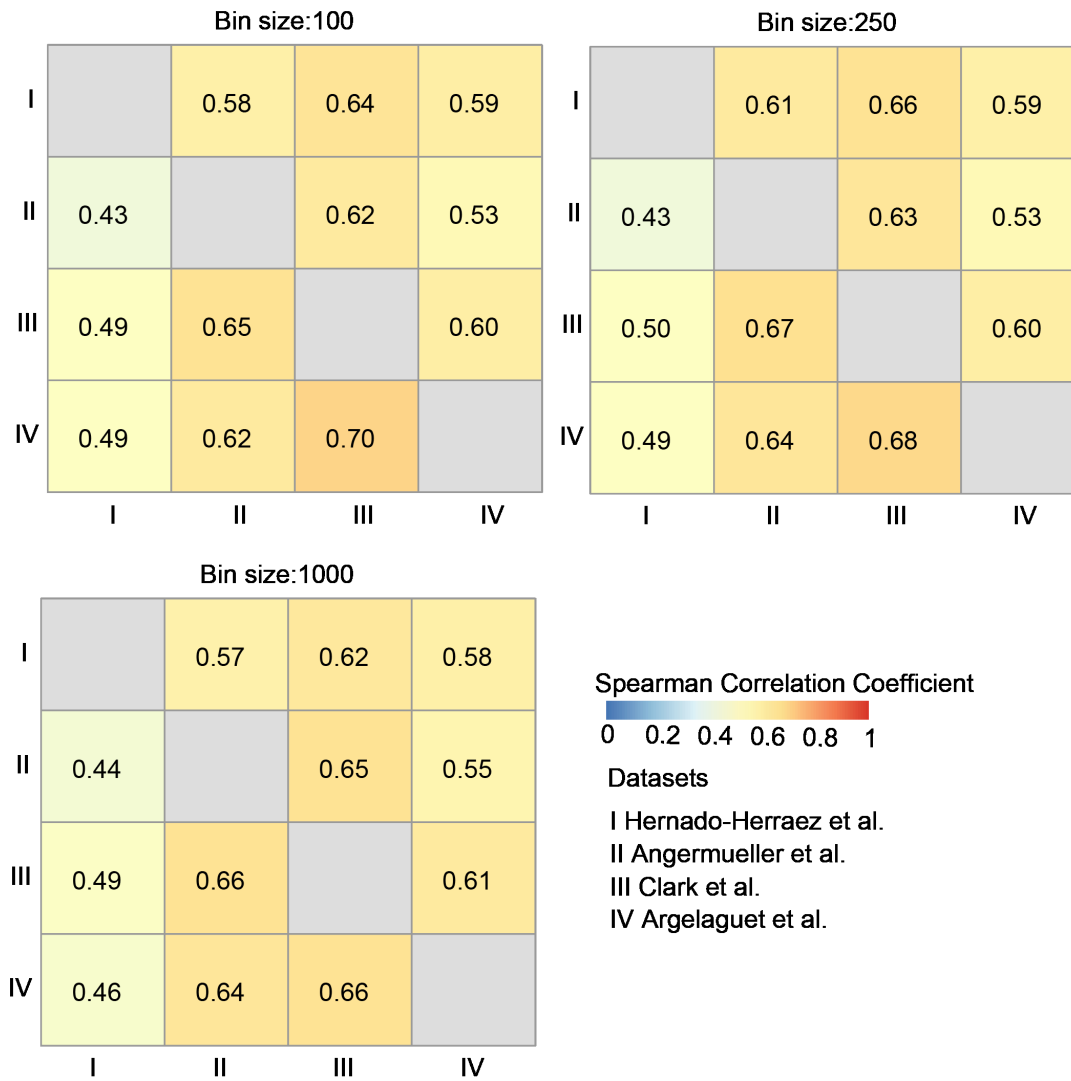 Bin size:100
I 0.58 0.64 0.59
II 0.43 0.62 0.53
III 0.49 0.65 0.60
IV 0.49 0.62 0.70
I II III IV
Bin size:250
I 0.61 0.66 0.59
II 0.43 0.63 0.53
III 0.50 0.67 0.60
IV 0.49 0.64 0.68
I II III IV
Bin size:1000
I 0.57 0.62 0.58
II 0.44 0.65 0.55
III 0.49 0.66 0.61
IV 0.46 0.64 0.66
I II III IV
Spearman Correlation Coefficient
0 0.2 0.4 0.6 0.8 1
Datasets
I Hernado-Herraez et al.
II Angermueller et al.
III Clark et al.
IV Argelaguet et al.